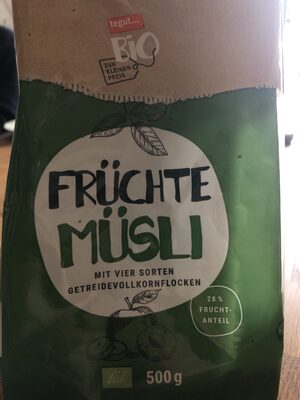 tegut...
BiO
ZUM
KLEINEN
PREIS
FRÜCHTE
MÜSLI
MIT VIER SORTEN
GETREIDEVOLLKORNFLOCKEN
28 %
FRUCHT-
ANTEIL
500 g